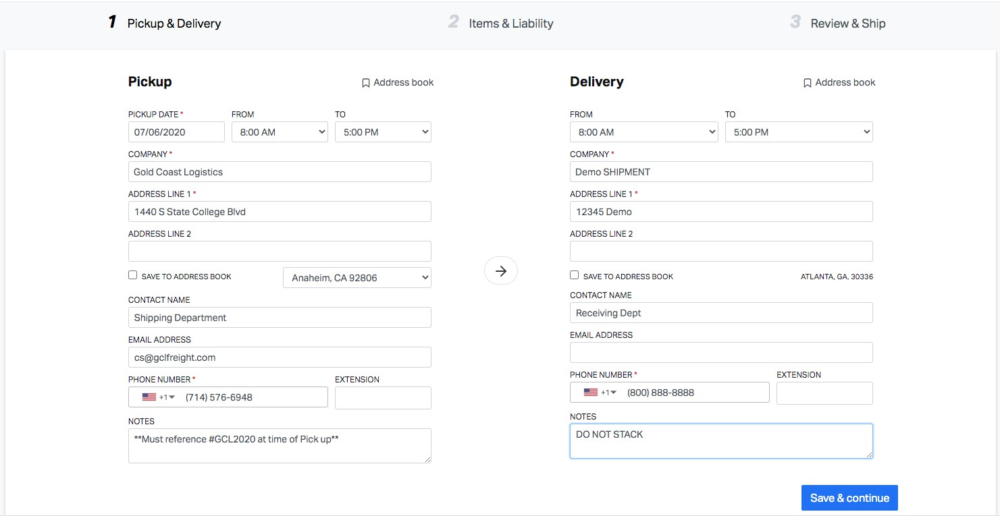 1 Pickup & Delivery
2 Items & Liability
3 Review & Ship
Pickup
Address book
PICKUP DATE *
FROM
TO
07/06/2020
8:00 AM
5:00 PM
COMPANY *
Gold Coast Logistics
ADDRESS LINE 1 *
1440 S State College Blvd
ADDRESS LINE 2
SAVE TO ADDRESS BOOK
Anaheim, CA 92806
CONTACT NAME
Shipping Department
EMAIL ADDRESS
cs@gclfreight.com
PHONE NUMBER *
EXTENSION
+1 (714) 576-6948
NOTES
**Must reference #GCL2020 at time of Pick up**
Delivery
Address book
FROM
TO
8:00 AM
5:00 PM
COMPANY *
Demo SHIPMENT
ADDRESS LINE 1 *
12345 Demo
ADDRESS LINE 2
SAVE TO ADDRESS BOOK
ATLANTA, GA, 30336
CONTACT NAME
Receiving Dept
EMAIL ADDRESS
PHONE NUMBER *
EXTENSION
+1 (800) 888-8888
NOTES
DO NOT STACK
Save & continue